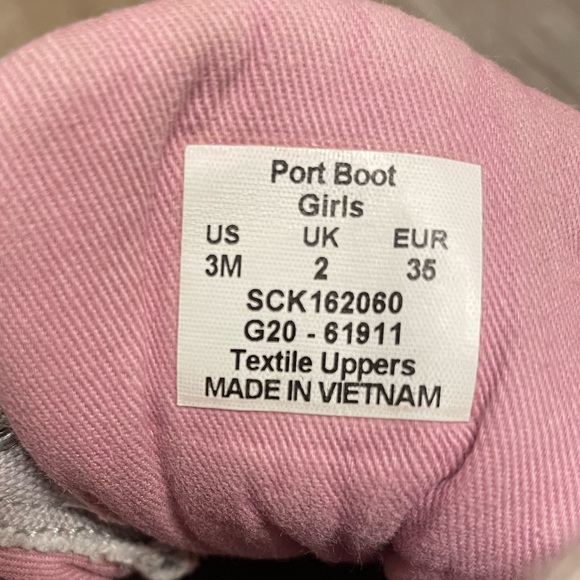 Port Boot
Girls
US UK EUR
3M 2 35
SCK162060
G20 - 61911
Textile Uppers
MADE IN VIETNAM